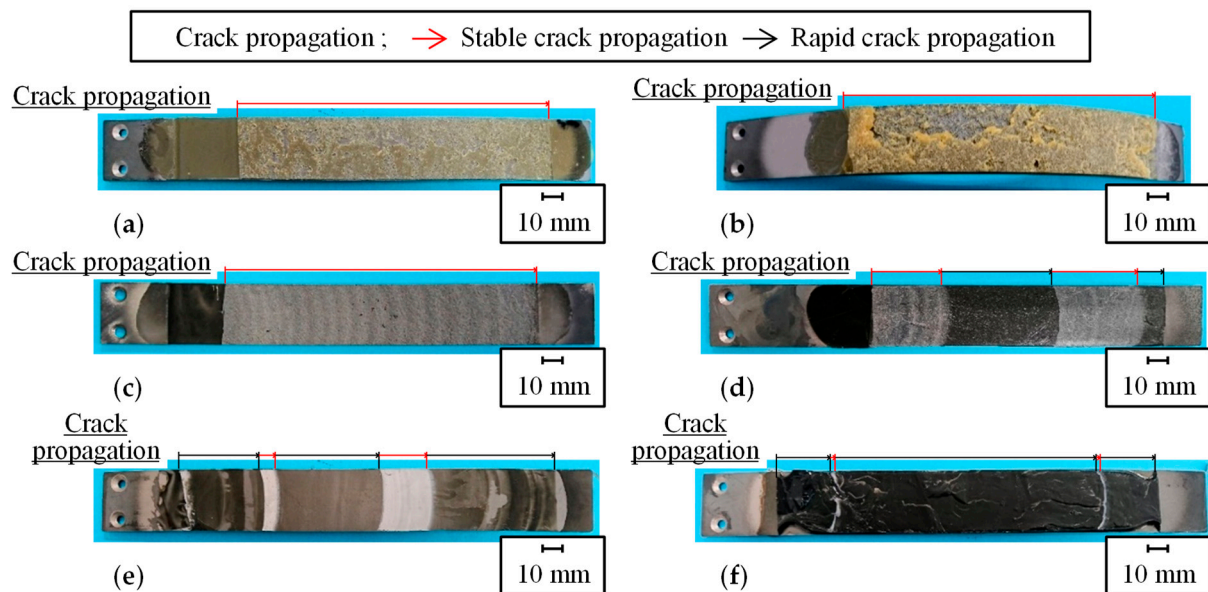 Crack propagation ; → Stable crack propagation → Rapid crack propagation
Crack propagation
10 mm
(a)
Crack propagation
10 mm
(b)
Crack propagation
10 mm
(c)
Crack propagation
10 mm
(d)
Crack
propagation
10 mm
(e)
Crack
propagation
10 mm
(f)